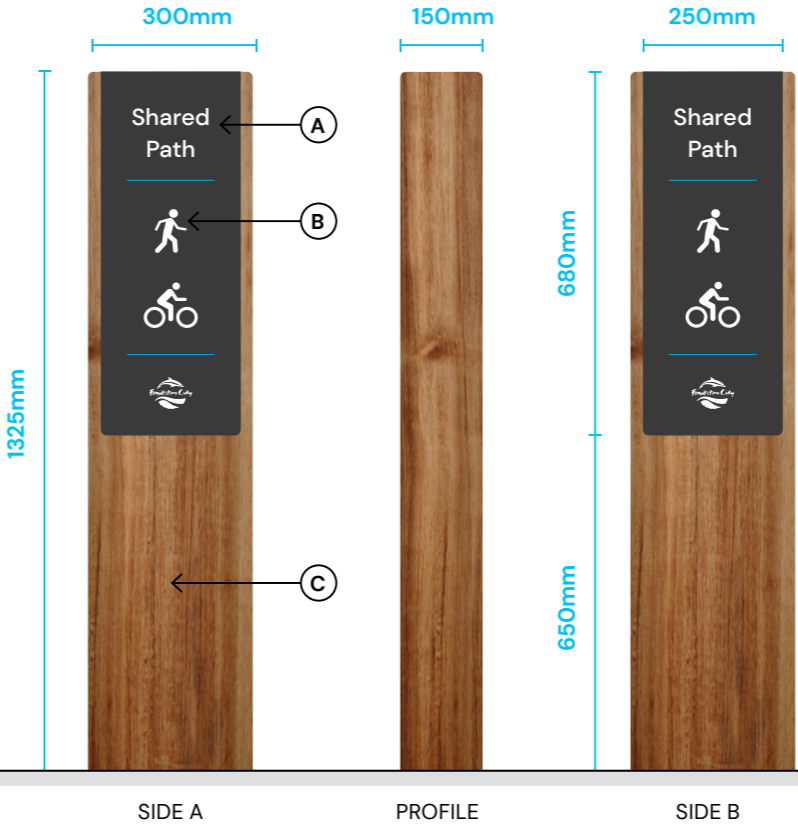 300mm
150mm
250mm
Shared
Path
A
B
C
1325mm
680mm
650mm
Shared
Path
SIDE A
PROFILE
SIDE B